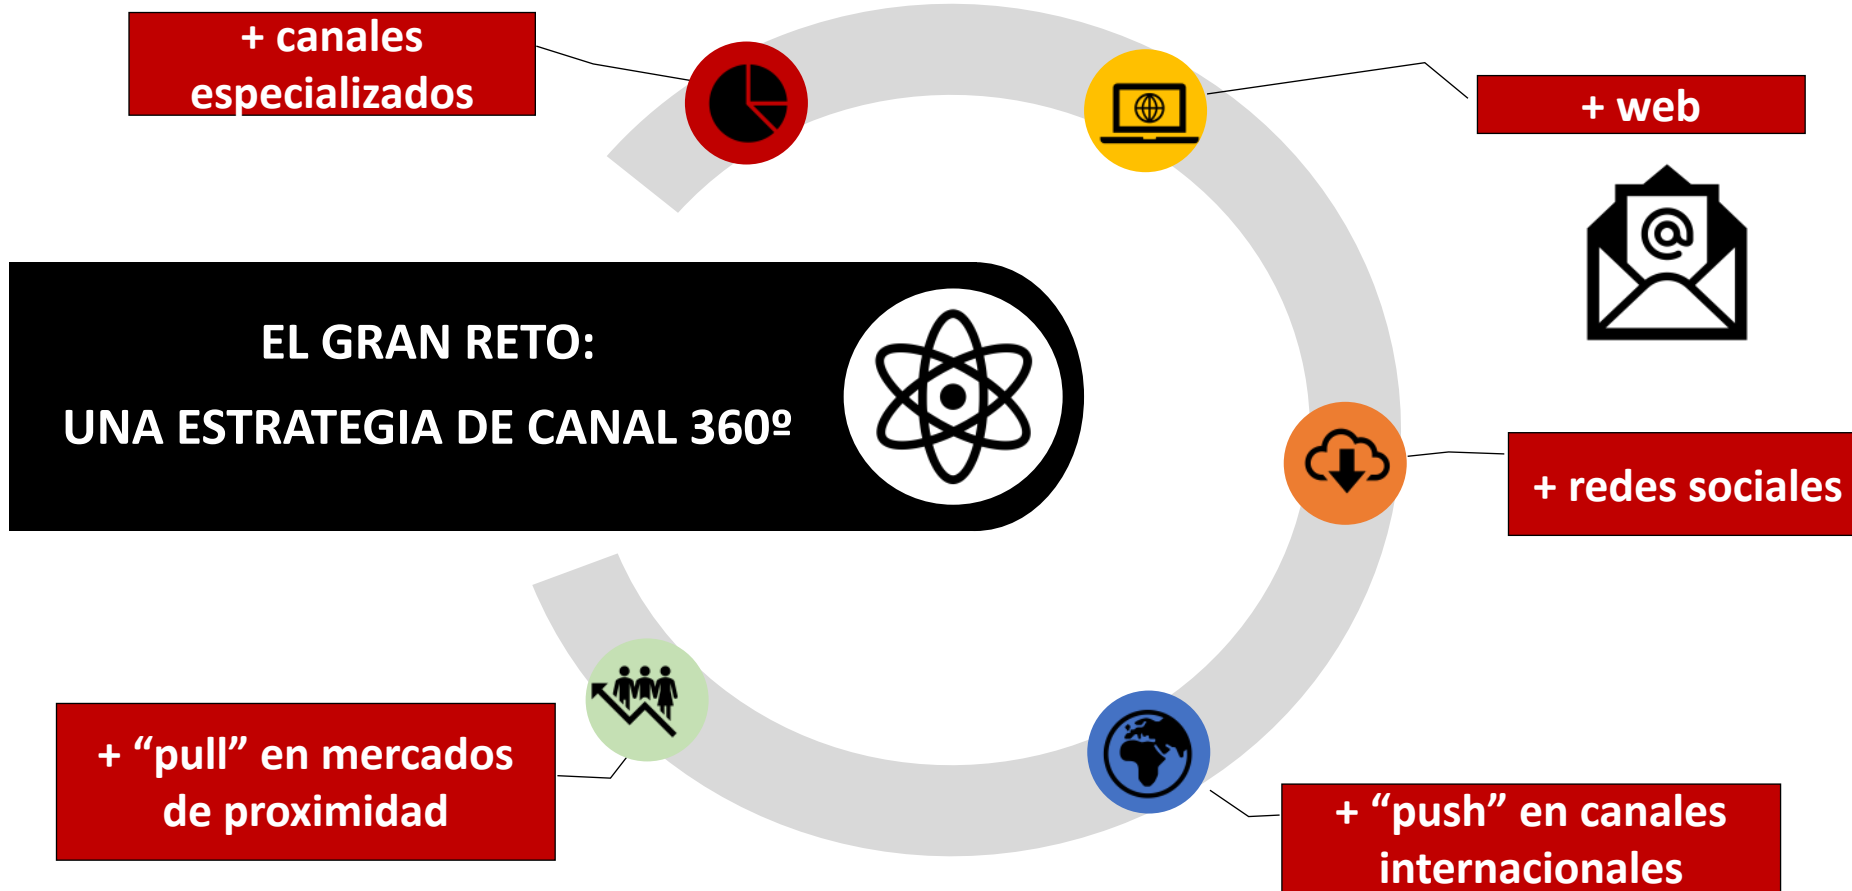 + canales
especializados
+ web
@
EL GRAN RETO:
UNA ESTRATEGIA DE CANAL 360º
+ redes sociales
+ “pull” en mercados
de proximidad
+ “push” en canales
internacionales